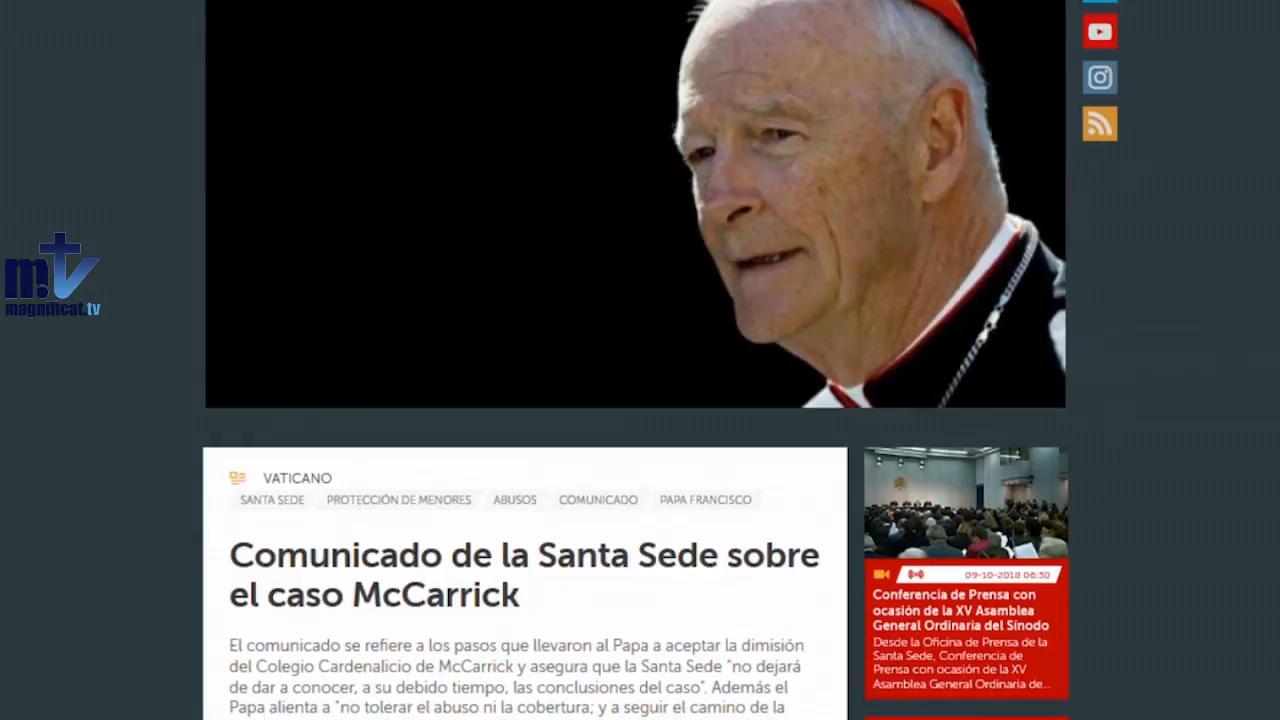 m.tv
magnificat.tv
VATICANO
SANTA SEDE PROTECCIÓN DE MENORES ABUSOS COMUNICADO PAPA FRANCISCO
Comunicado de la Santa Sede sobre
el caso McCarrick
El comunicado se refiere a los pasos que llevaron al Papa a aceptar la dimisión
del Colegio Cardenalicio de McCarrick y asegura que la Santa Sede "no dejará
de dar a conocer, a su debido tiempo, las conclusiones del caso". Además el
Papa alienta a "no tolerar el abuso ni la cobertura; y a seguir el camino de la
09-10-2018 06:30
Conferencia de Prensa con
ocasión de la XV Asamblea
General Ordinaria del Sínodo
Desde la Oficina de Prensa de la
Santa Sede, Conferencia de
Prensa con ocasión de la XV
Asamblea General Ordinaria de...